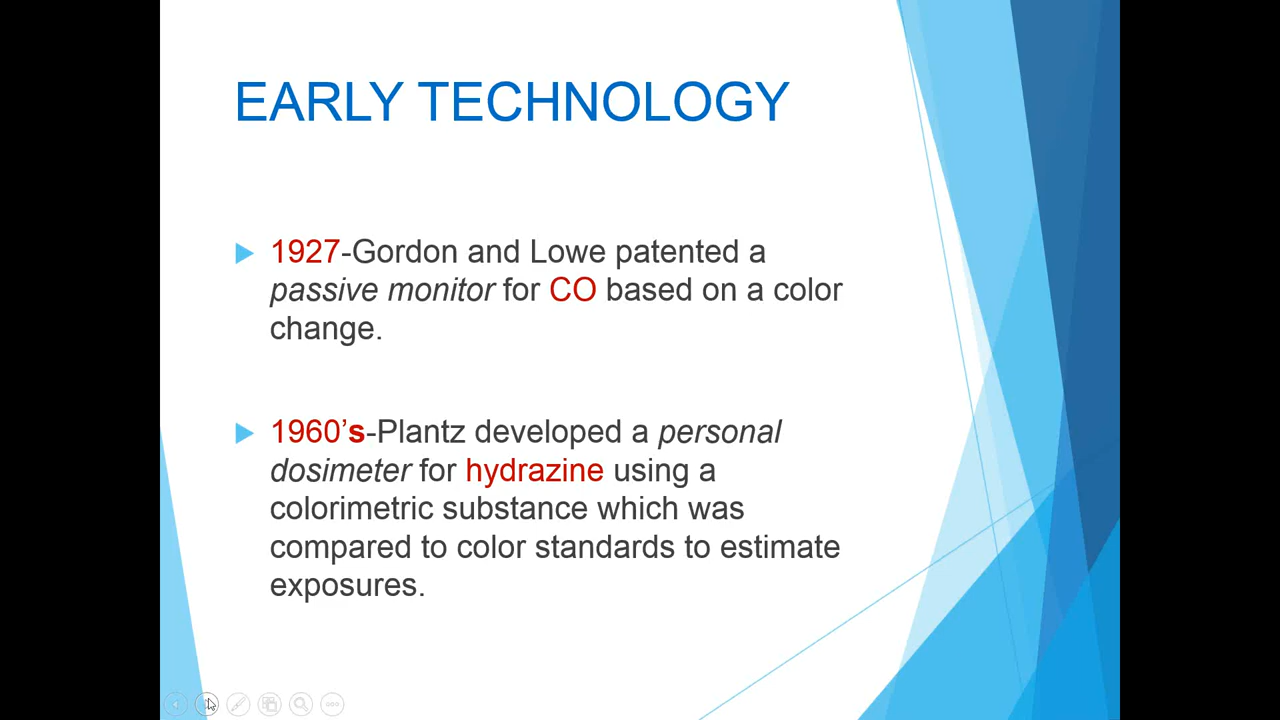 EARLY TECHNOLOGY
1927-Gordon and Lowe patented a
passive monitor for CO based on a color
change.
1960’s-Plantz developed a personal
dosimeter for hydrazine using a
colorimetric substance which was
compared to color standards to estimate
exposures.